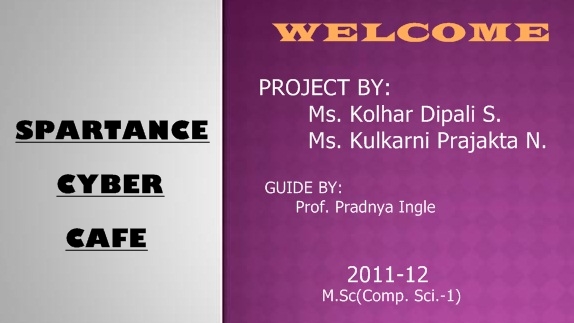 SPARTANCE
CYBER
CAFE
WELCOME
PROJECT BY:
Ms. Kolhar Dipali S.
Ms. Kulkarni Prajakta N.
GUIDE BY:
Prof. Pradnya Ingle
2011-12
M.Sc(Comp. Sci.-1)